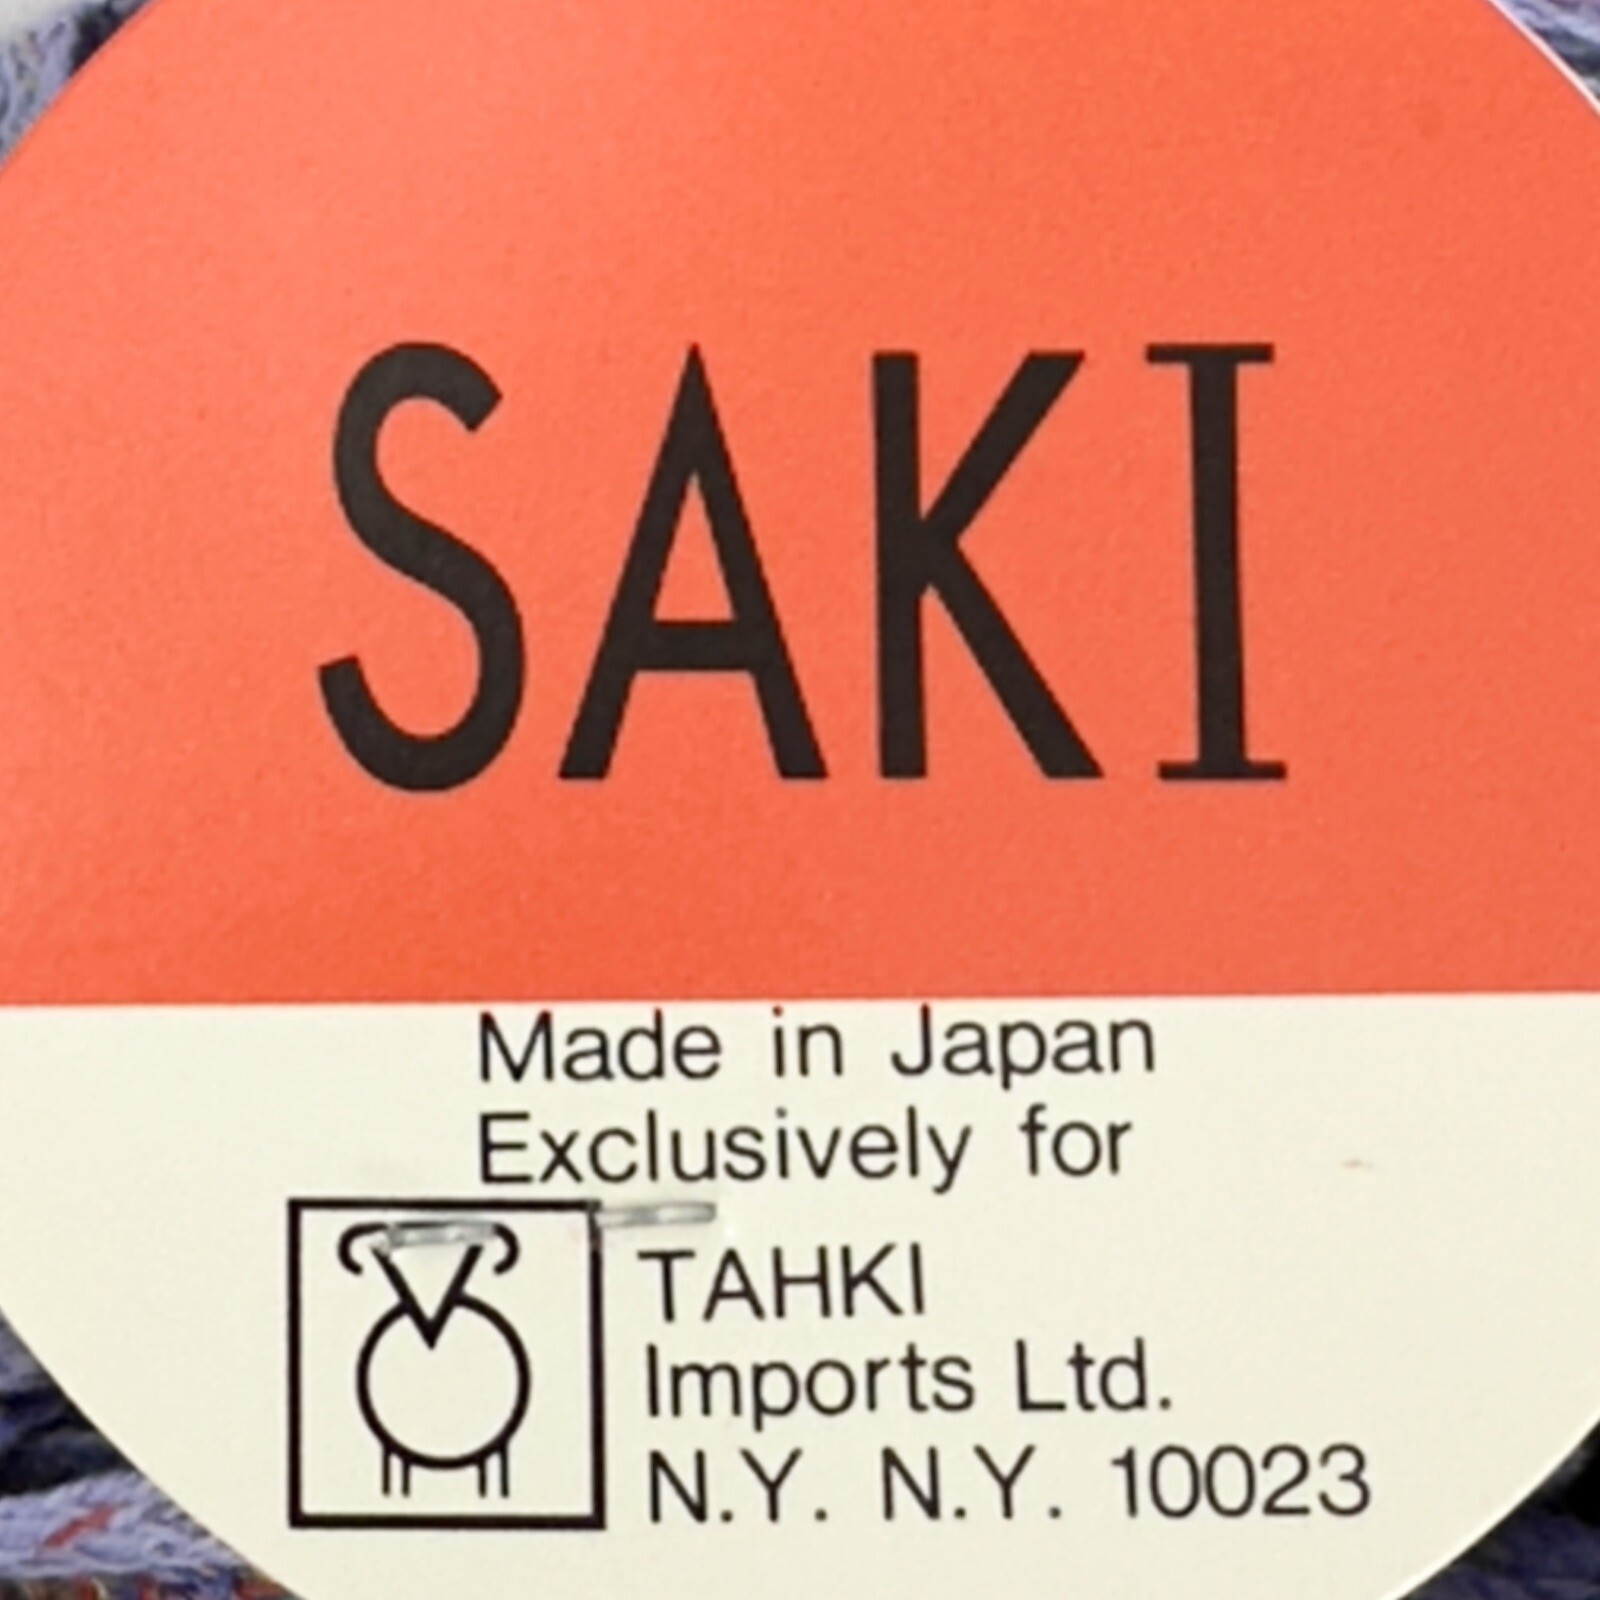 SAKI
Made in Japan
Exclusively for
TAHKI
Imports Ltd.
N.Y. N.Y. 10023